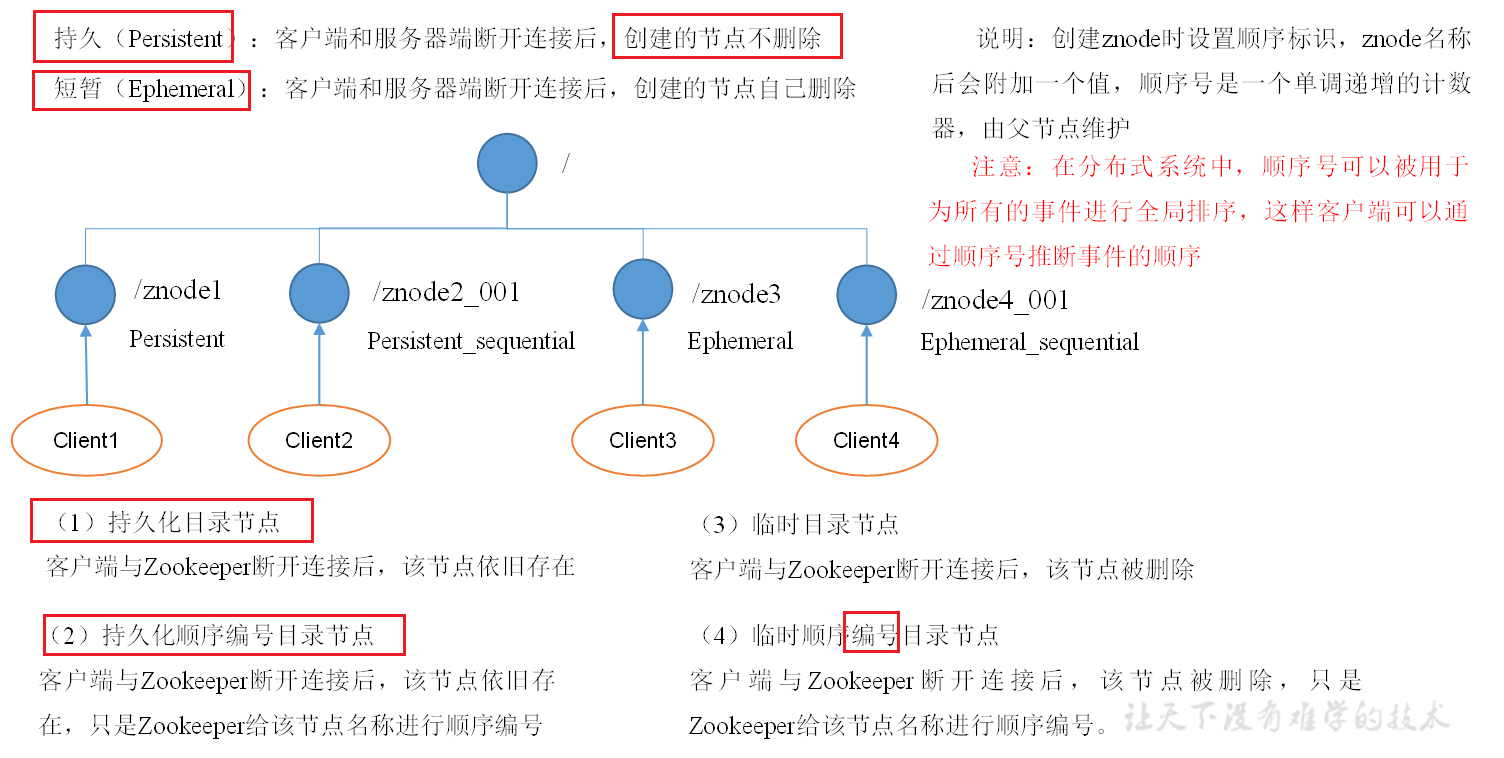 持久（Persistent）：客户端和服务器端断开连接后，创建的节点不删除
短暂（Ephemeral）：客户端和服务器端断开连接后，创建的节点自己删除
说明：创建znode时设置顺序标识，znode名称
后会附加一个值，顺序号是一个单调递增的计数
器，由父节点维护
注意：在分布式系统中，顺序号可以被用于
为所有的事件进行全局排序，这样客户端可以通
过顺序号推断事件的顺序
/
/znode1
Persistent
/znode2_001
Persistent_sequential
/znode3
Ephemeral
/znode4_001
Ephemeral_sequential
Client1
Client2
Client3
Client4
（1）持久化目录节点
客户端与Zookeeper断开连接后，该节点依旧存在
（2）持久化顺序编号目录节点
客户端与Zookeeper断开连接后，该节点依旧存
在，只是Zookeeper给该节点名称进行顺序编号
（3）临时目录节点
客户端与Zookeeper断开连接后，该节点被删除
（4）临时顺序编号目录节点
客户端与Zookeeper断开连接后，该节点被删除，只是
Zookeeper给该节点名称进行顺序编号。
让天下没有难学的技术